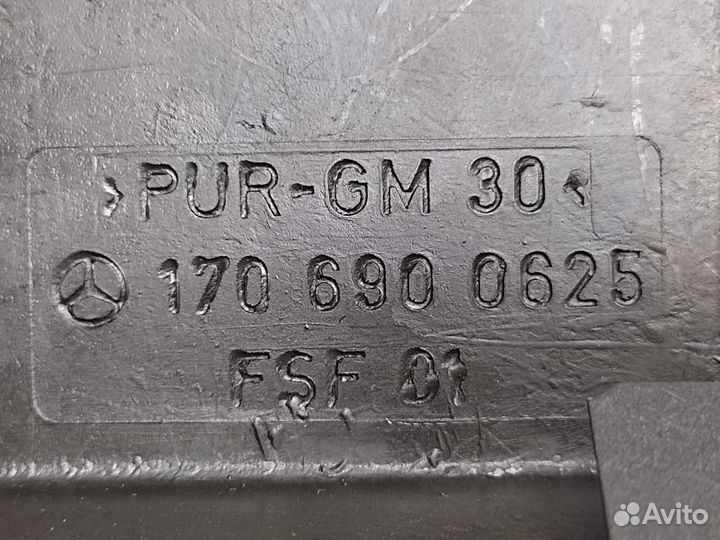 >PUR-GM 30<
170 690 0625
FSF 01
Avito